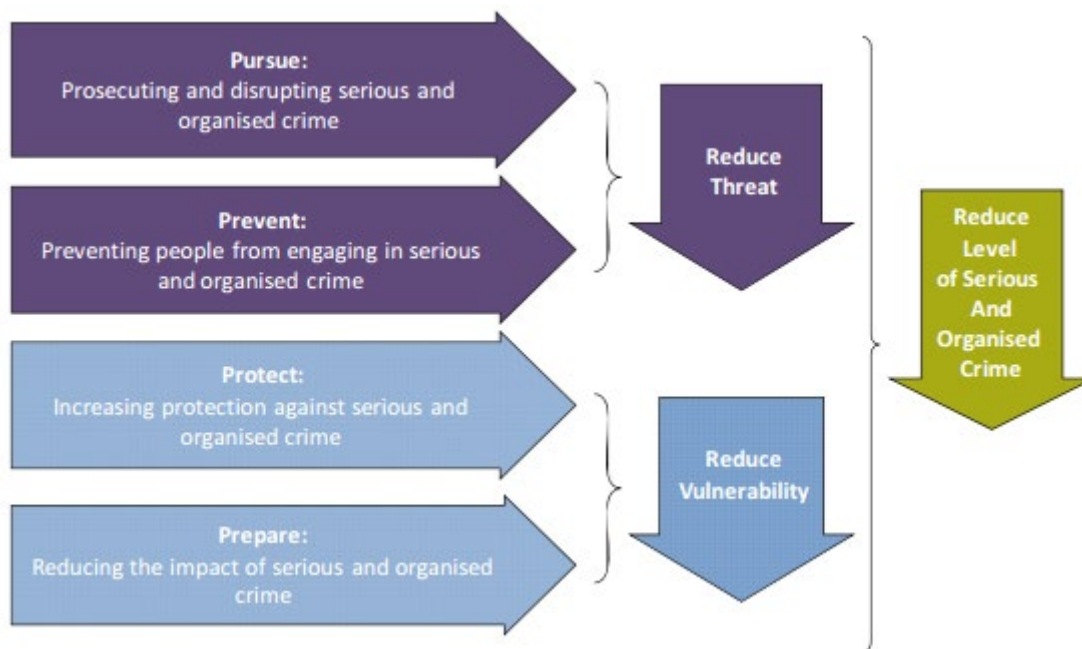 Pursue:
Prosecuting and disrupting serious and
organised crime
Prevent:
Preventing people from engaging in serious
and organised crime
Protect:
Increasing protection against serious and
organised crime
Prepare:
Reducing the impact of serious and organised
crime
Reduce
Threat
Reduce
Vulnerability
Reduce
Level
of Serious
And
Organised
Crime